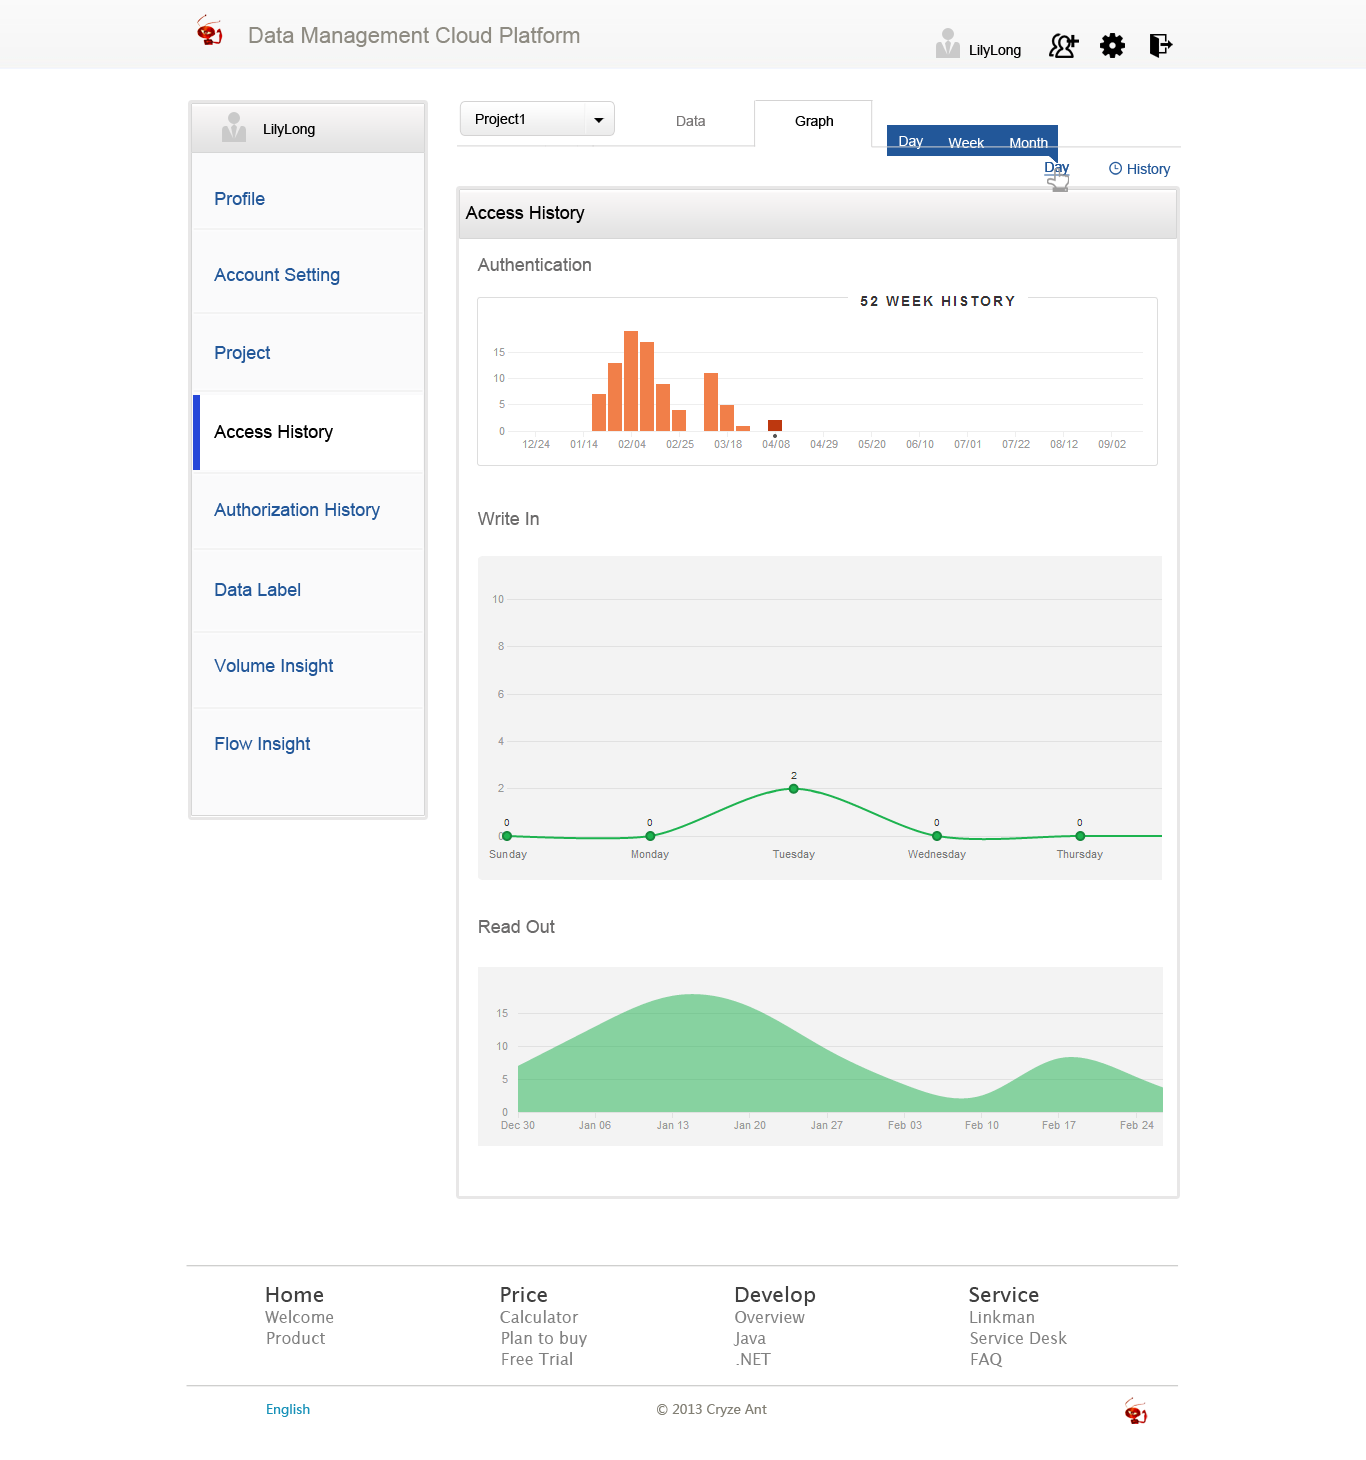 Data Management Cloud Platform
LilyLong
LilyLong
Profile
Account Setting
Project
Access History
Authorization History
Data Label
Volume Insight
Flow Insight
Project1
Data
Graph
Day Week Month
Day
History
Access History
Authentication
52 WEEK HISTORY
15
10
5
0
12/24 01/14 02/04 02/25 03/18 04/08 04/29 05/20 06/10 07/01 07/22 08/12 09/02
Write In
10
8
6
4
2
2
0
0 0 0 0
Sunday Monday Tuesday Wednesday Thursday
Read Out
15
10
5
0
Dec 30 Jan 06 Jan 13 Jan 20 Jan 27 Feb 03 Feb 10 Feb 17 Feb 24
Home
Welcome
Product
Price
Calculator
Plan to buy
Free Trial
Develop
Overview
Java
.NET
Service
Linkman
Service Desk
FAQ
English
© 2013 Cryze Ant